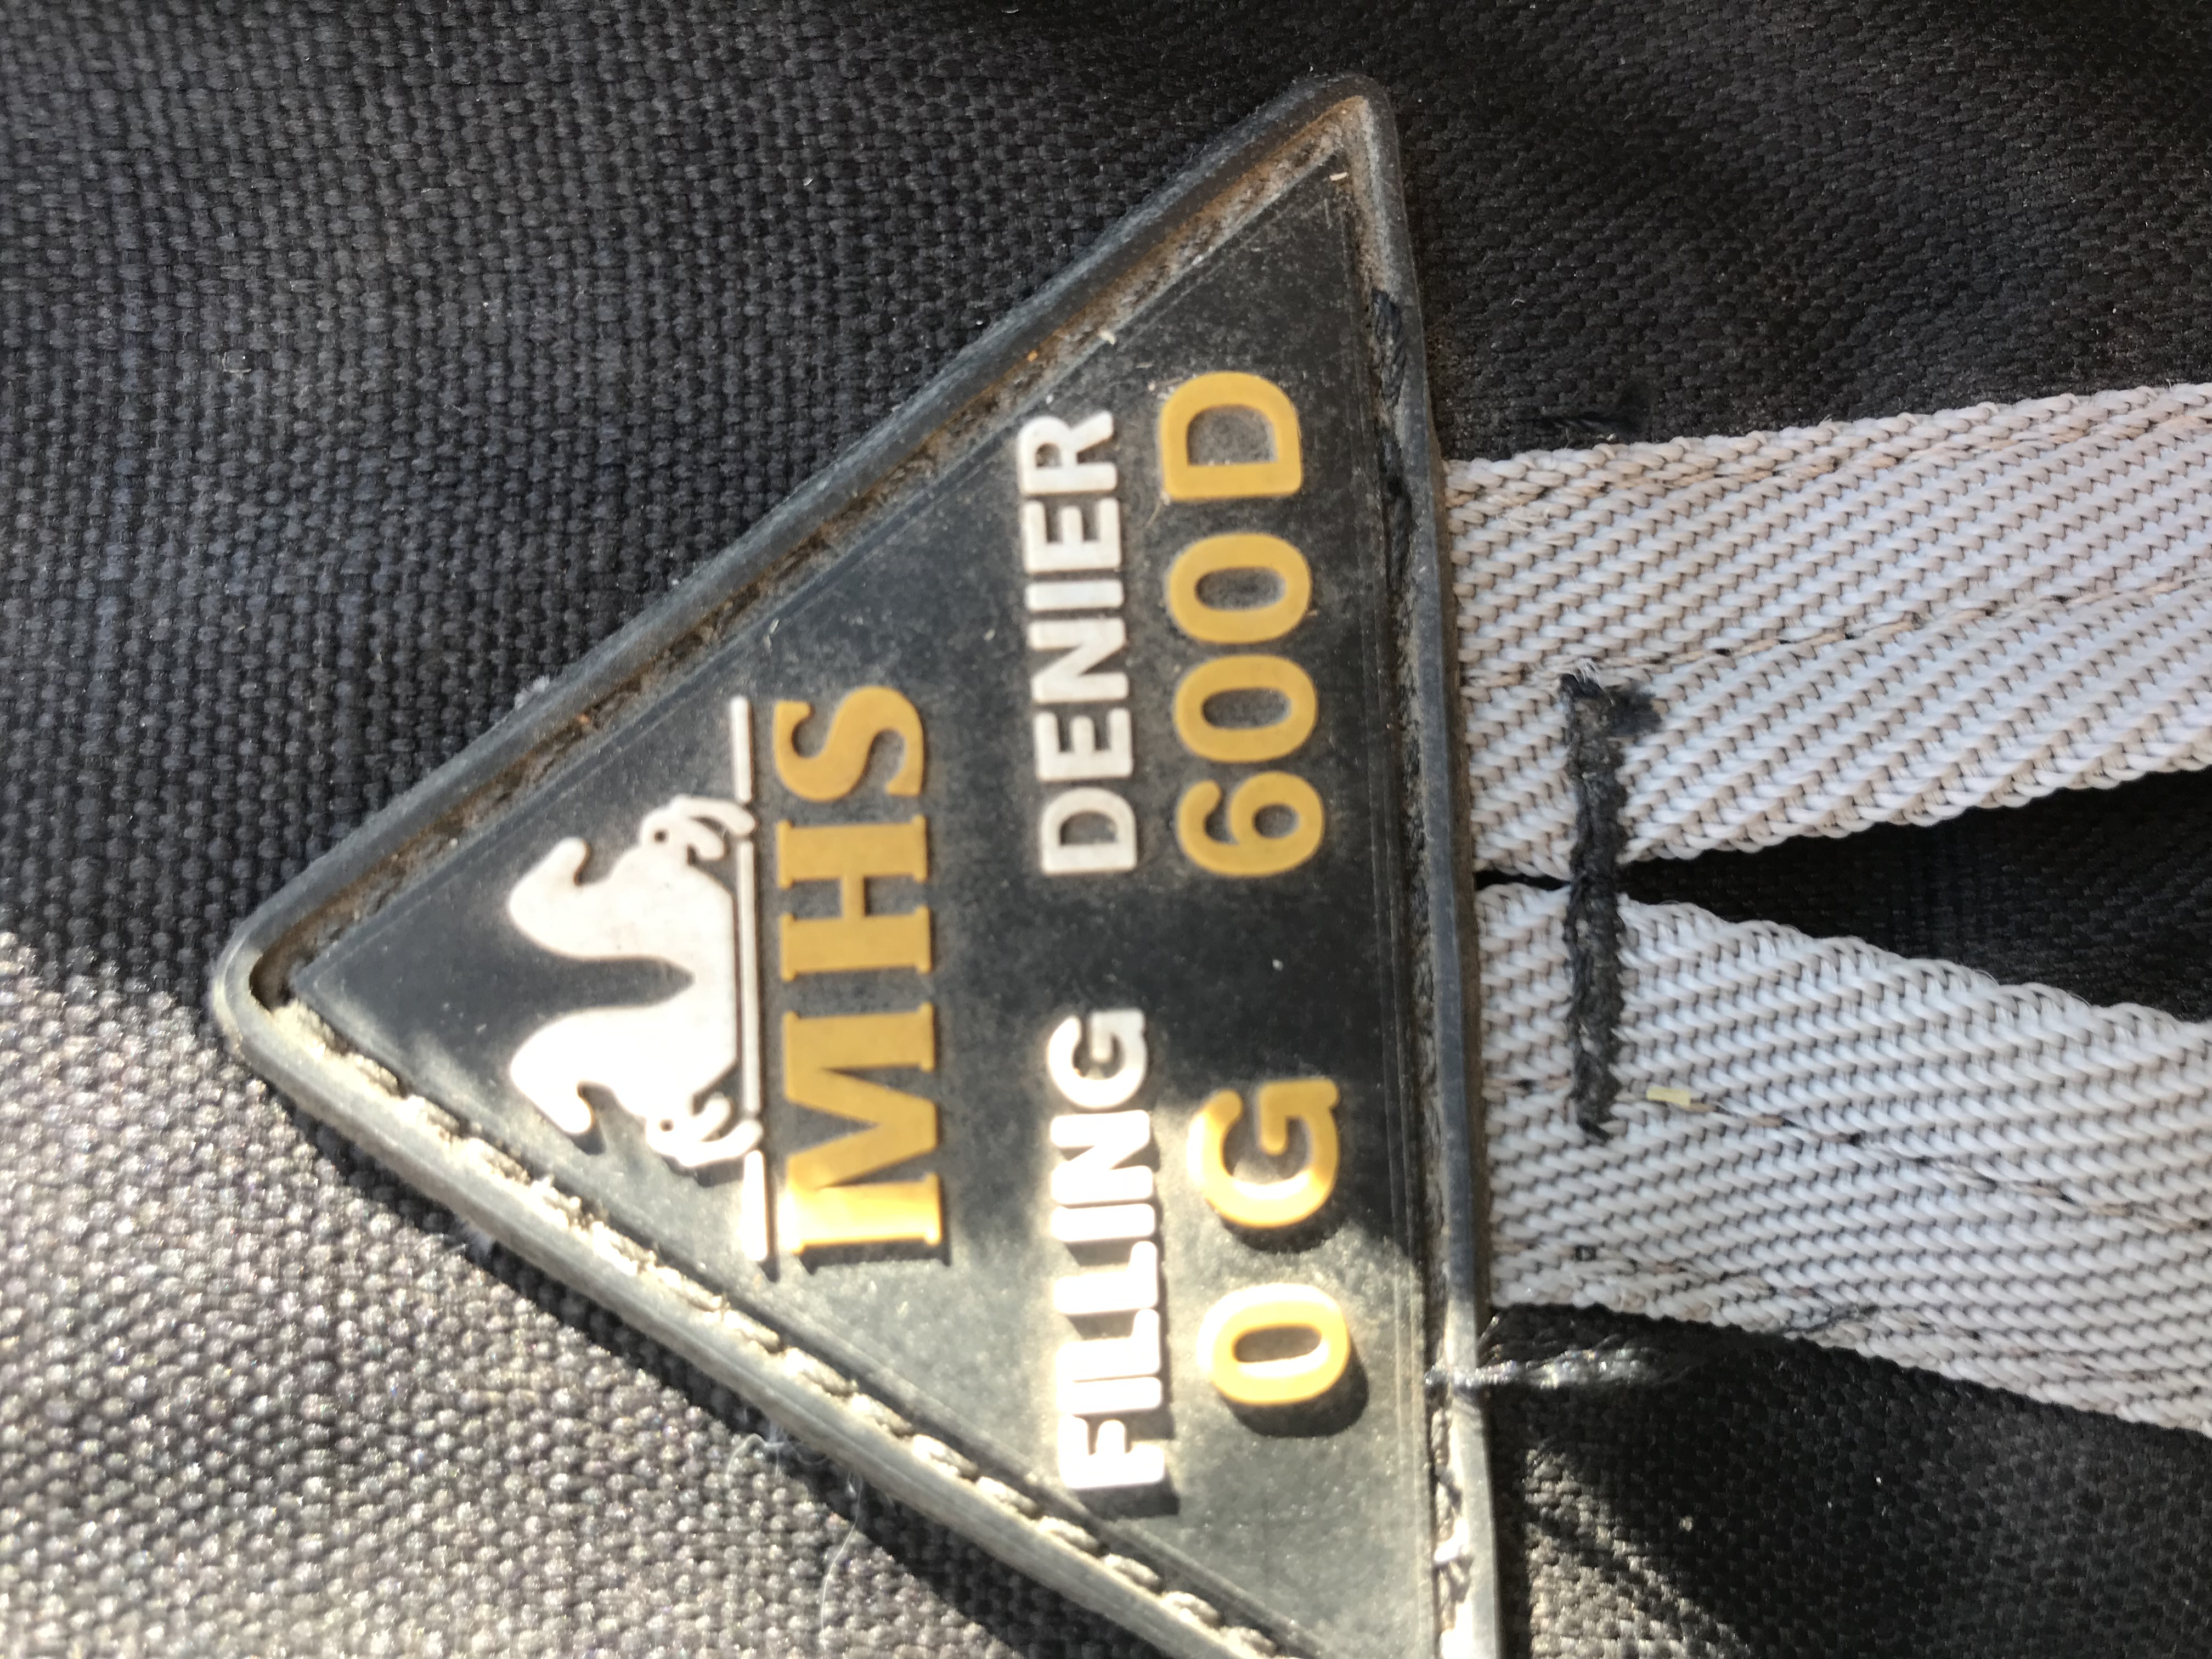 MHS
FILLING DENIER
0 G 600 D